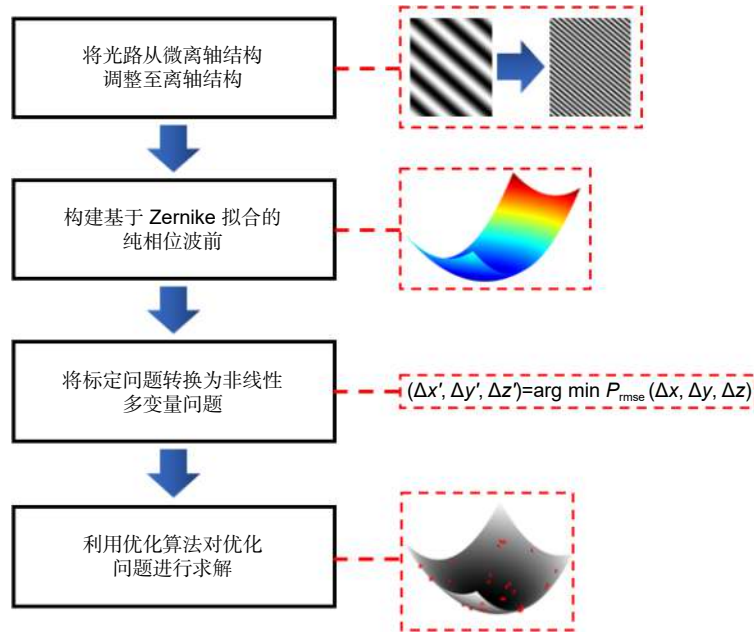 将光路从微离轴结构
调整至离轴结构
构建基于 Zernike 拟合的
纯相位波前
将标定问题转换为非线性
多变量问题
(Δx′, Δy′, Δz′)=arg min P_rmse (Δx, Δy, Δz)
利用优化算法对优化
问题进行求解